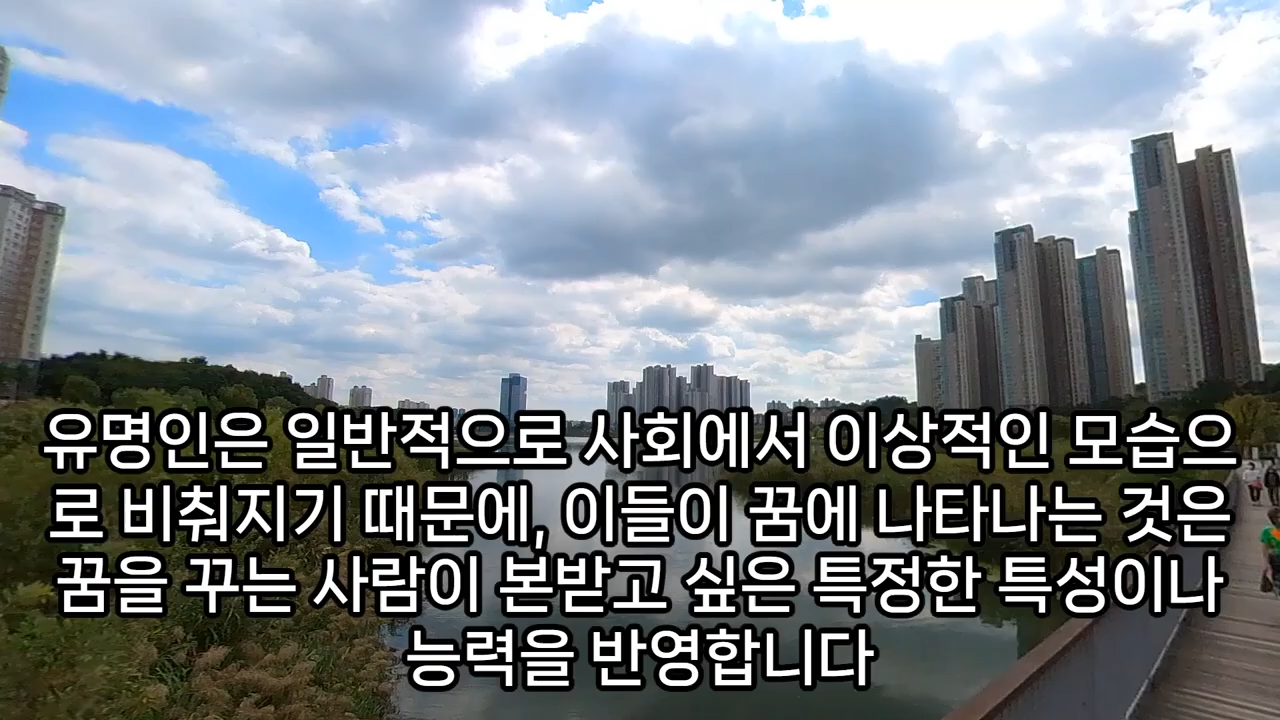 유명인은 일반적으로 사회에서 이상적인 모습으
로 비춰지기 때문에, 이들이 꿈에 나타나는 것은
꿈을 꾸는 사람이 본받고 싶은 특정한 특성이나
능력을 반영합니다